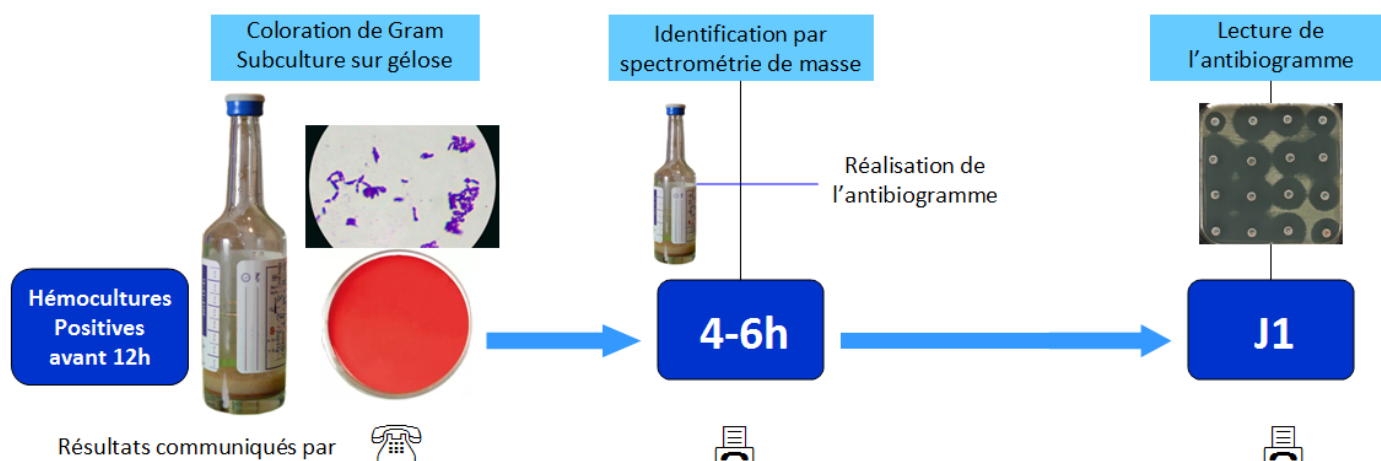 Coloration de Gram
Subculture sur gélose
Identification par
spectrométrie de masse
Lecture de
l'antibiogramme
Réalisation de
l'antibiogramme
Hémocultures
Positives
avant 12h
4-6h
J1
Résultats communiqués par